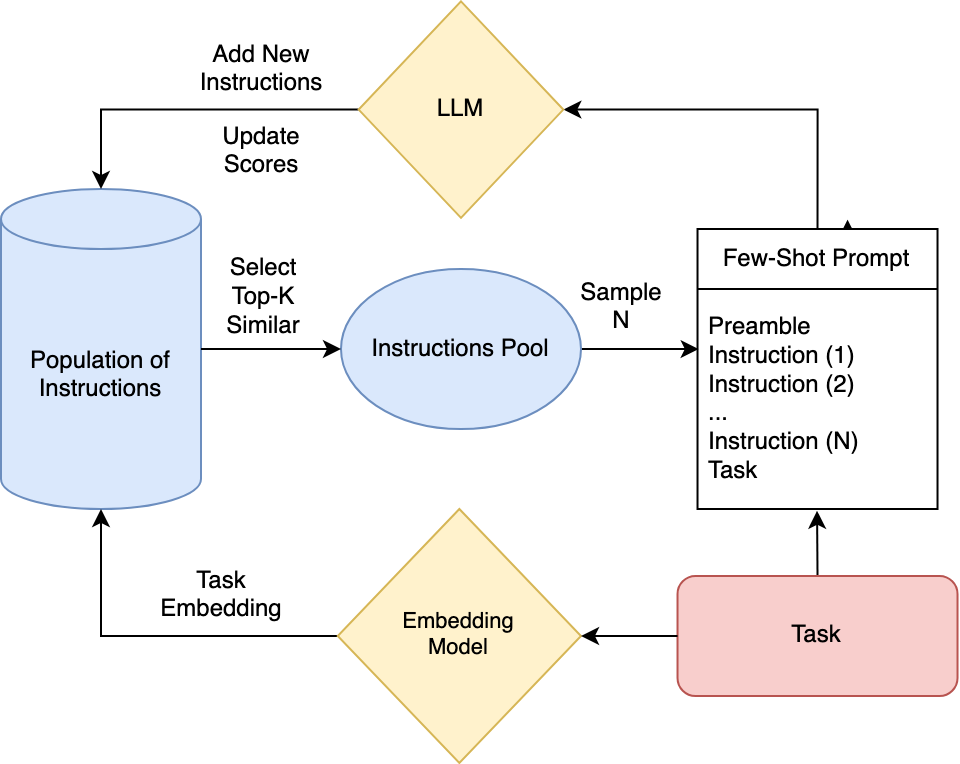 Add New
Instructions
LLM
Update
Scores
Few-Shot Prompt
Select
Top-K
Similar
Sample
N
Population of
Instructions
Instructions Pool
Preamble
Instruction (1)
Instruction (2)
...
Instruction (N)
Task
Task
Embedding
Embedding
Model
Task